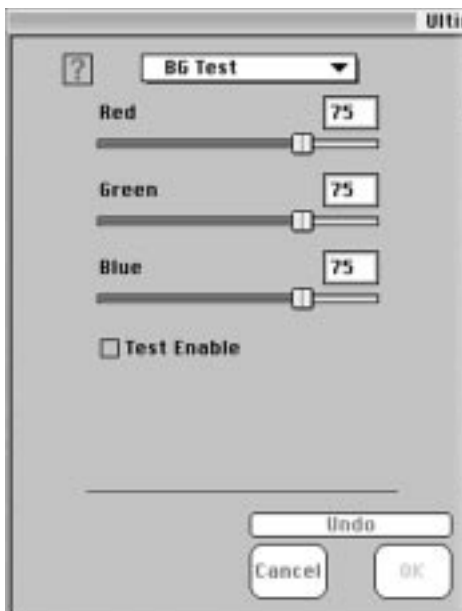 Ulti
? BG Test
Red 75
Green 75
Blue 75
Test Enable
Undo
Cancel OK